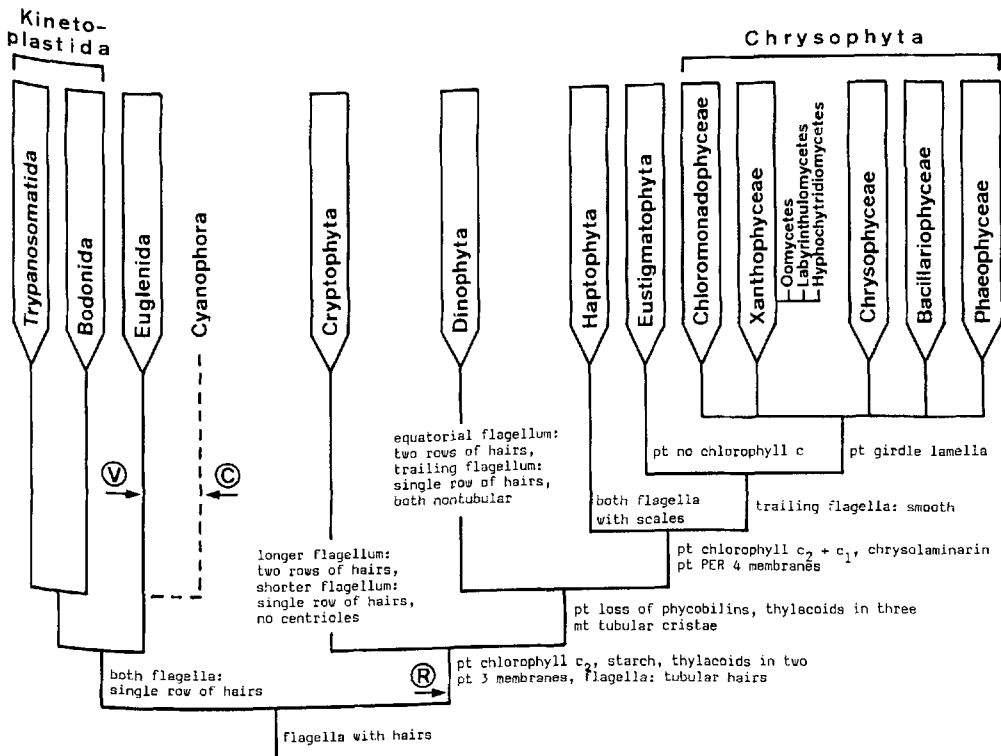 Kineto-
plastida
Chrysophyta
Trypanosomatida
Bodonida
Euglenida
Cyanophora
Cryptophyta
Dinophyta
Haptophyta
Eustigmatophyta
Chloromonadophyceae
Xanthophyceae
Oomycetes
Labyrinthulomycetes
Hyphochytridiomycetes
Chrysophyceae
Bacillariophyceae
Phaeophyceae
equatorial flagellum:
two rows of hairs,
trailing flagellum:
single row of hairs,
both nontubular
pt no chlorophyll c
pt girdle lamella
V
C
both flagella
with scales
trailing flagella: smooth
longer flagellum:
two rows of hairs,
shorter flagellum:
single row of hairs,
no centrioles
pt chlorophyll c₂ + c₁, chrysolaminarin
pt PER 4 membranes
pt loss of phycobilins, thylacoids in three
mt tubular cristae
both flagella:
single row of hairs
R
pt chlorophyll c₂, starch, thylacoids in two
pt 3 membranes, flagella: tubular hairs
flagella with hairs